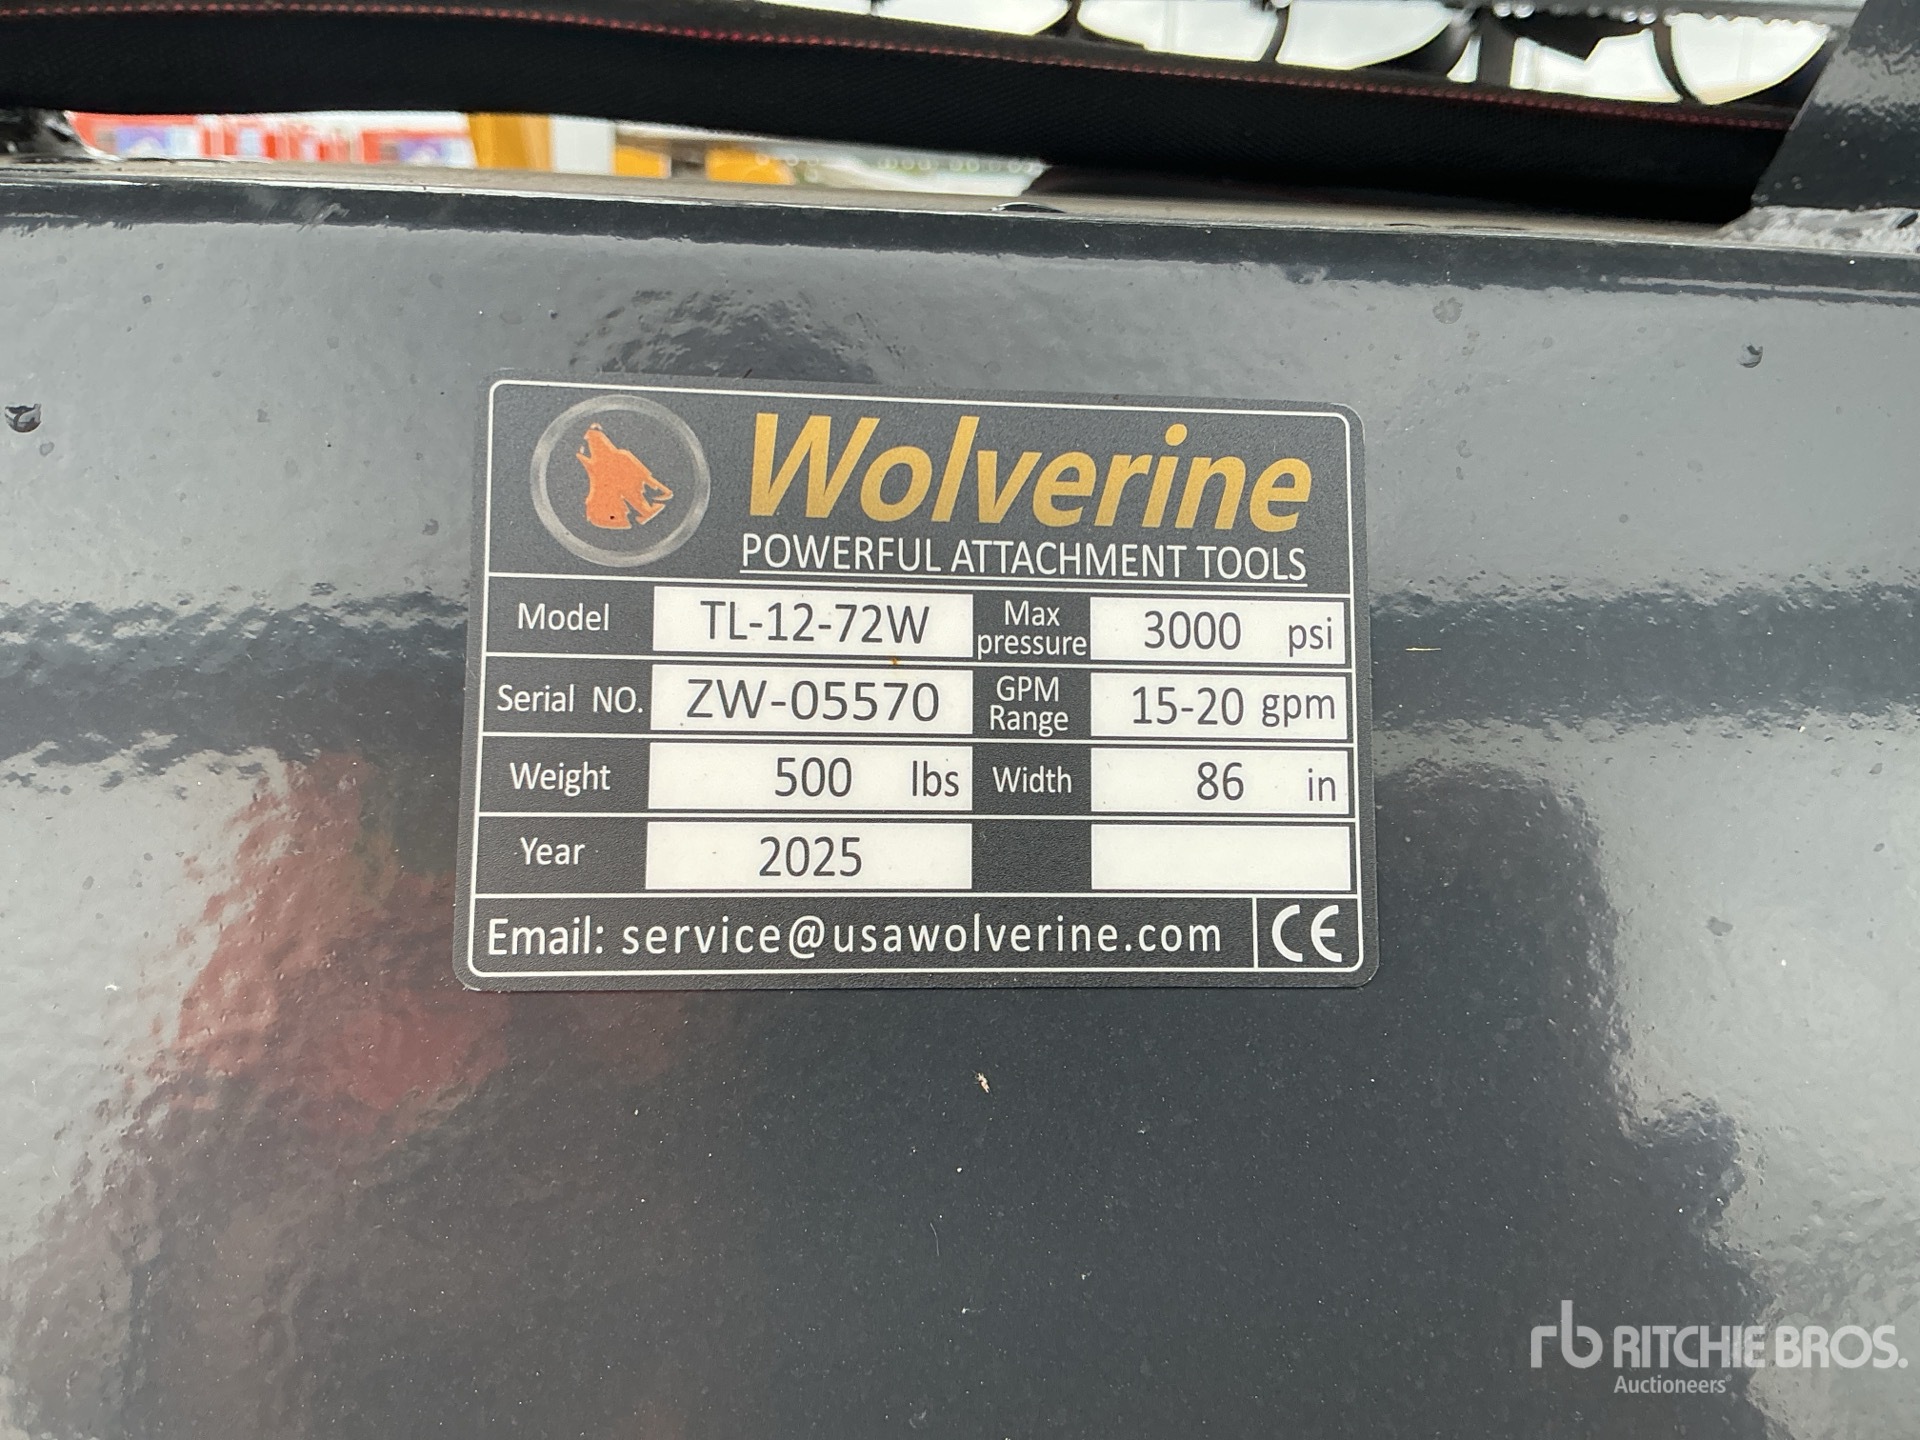 Wolverine
POWERFUL ATTACHMENT TOOLS
Model TL-12-72W Max pressure 3000 psi
Serial NO. ZW-05570 GPM Range 15-20 gpm
Weight 500 lbs Width 86 in
Year 2025
Email: service@usawolverine.com CE
rb RITCHIE BROS.
Auctioneers